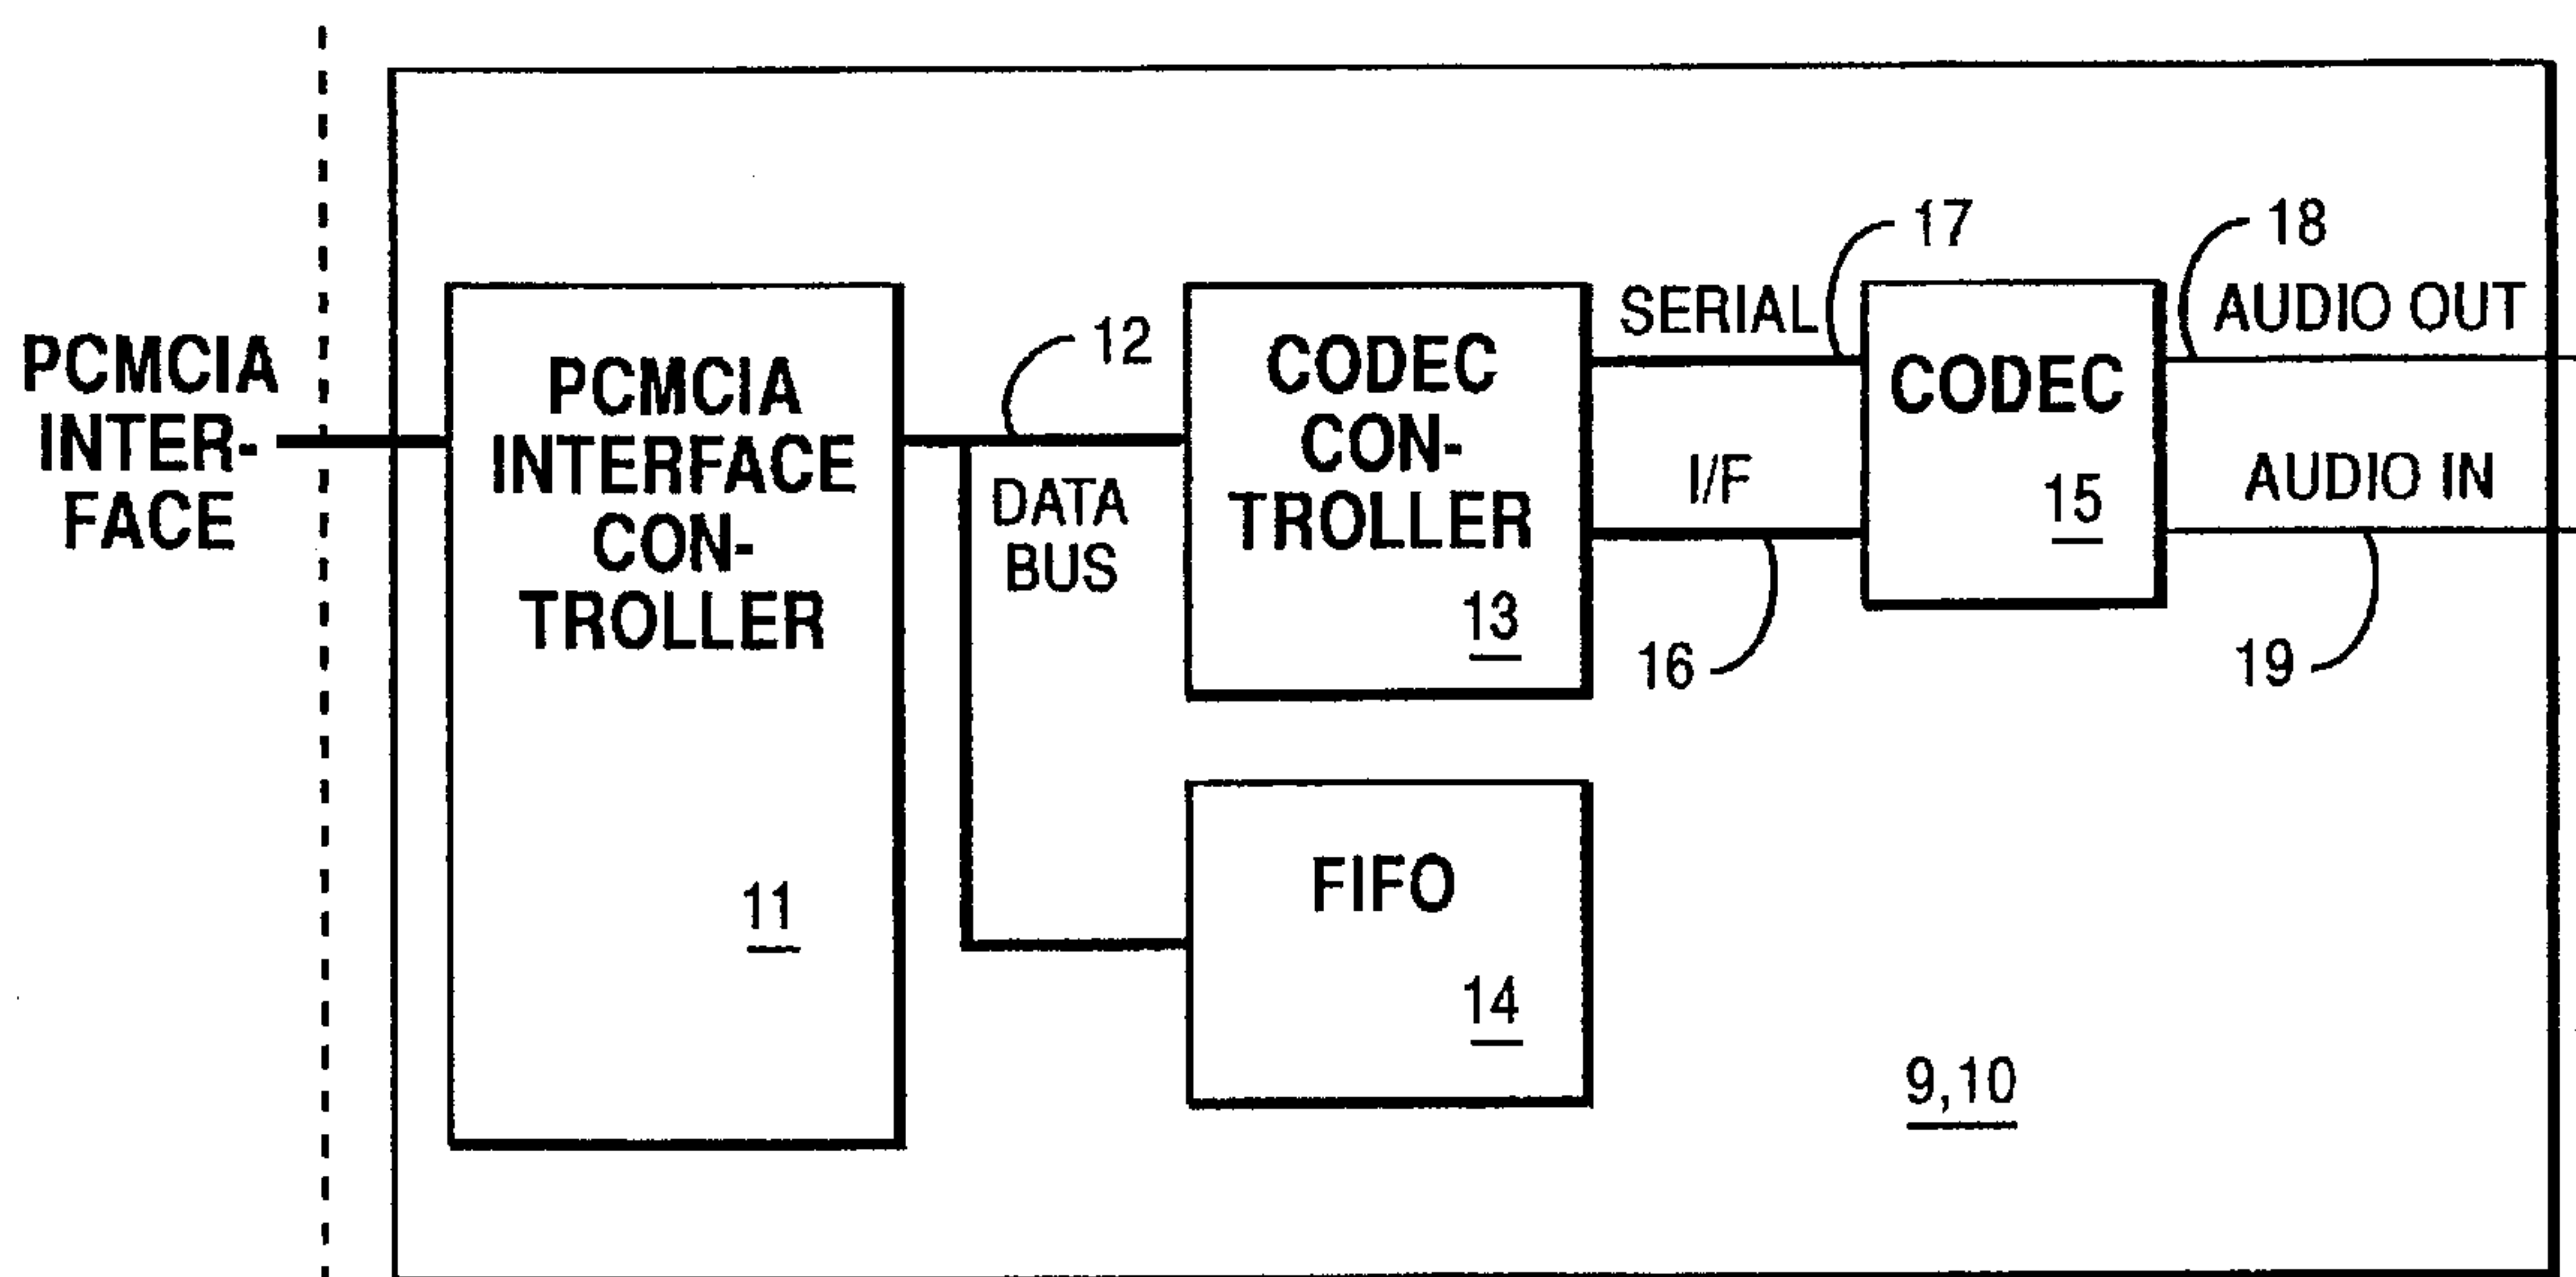 PCMCIA
INTER-
FACE
PCMCIA
INTERFACE
CON-
TROLLER
11
12
DATA
BUS
CODEC
CON-
TROLLER
13
FIFO
14
SERIAL
17
I/F
16
CODEC
15
18
AUDIO OUT
AUDIO IN
19
9,10